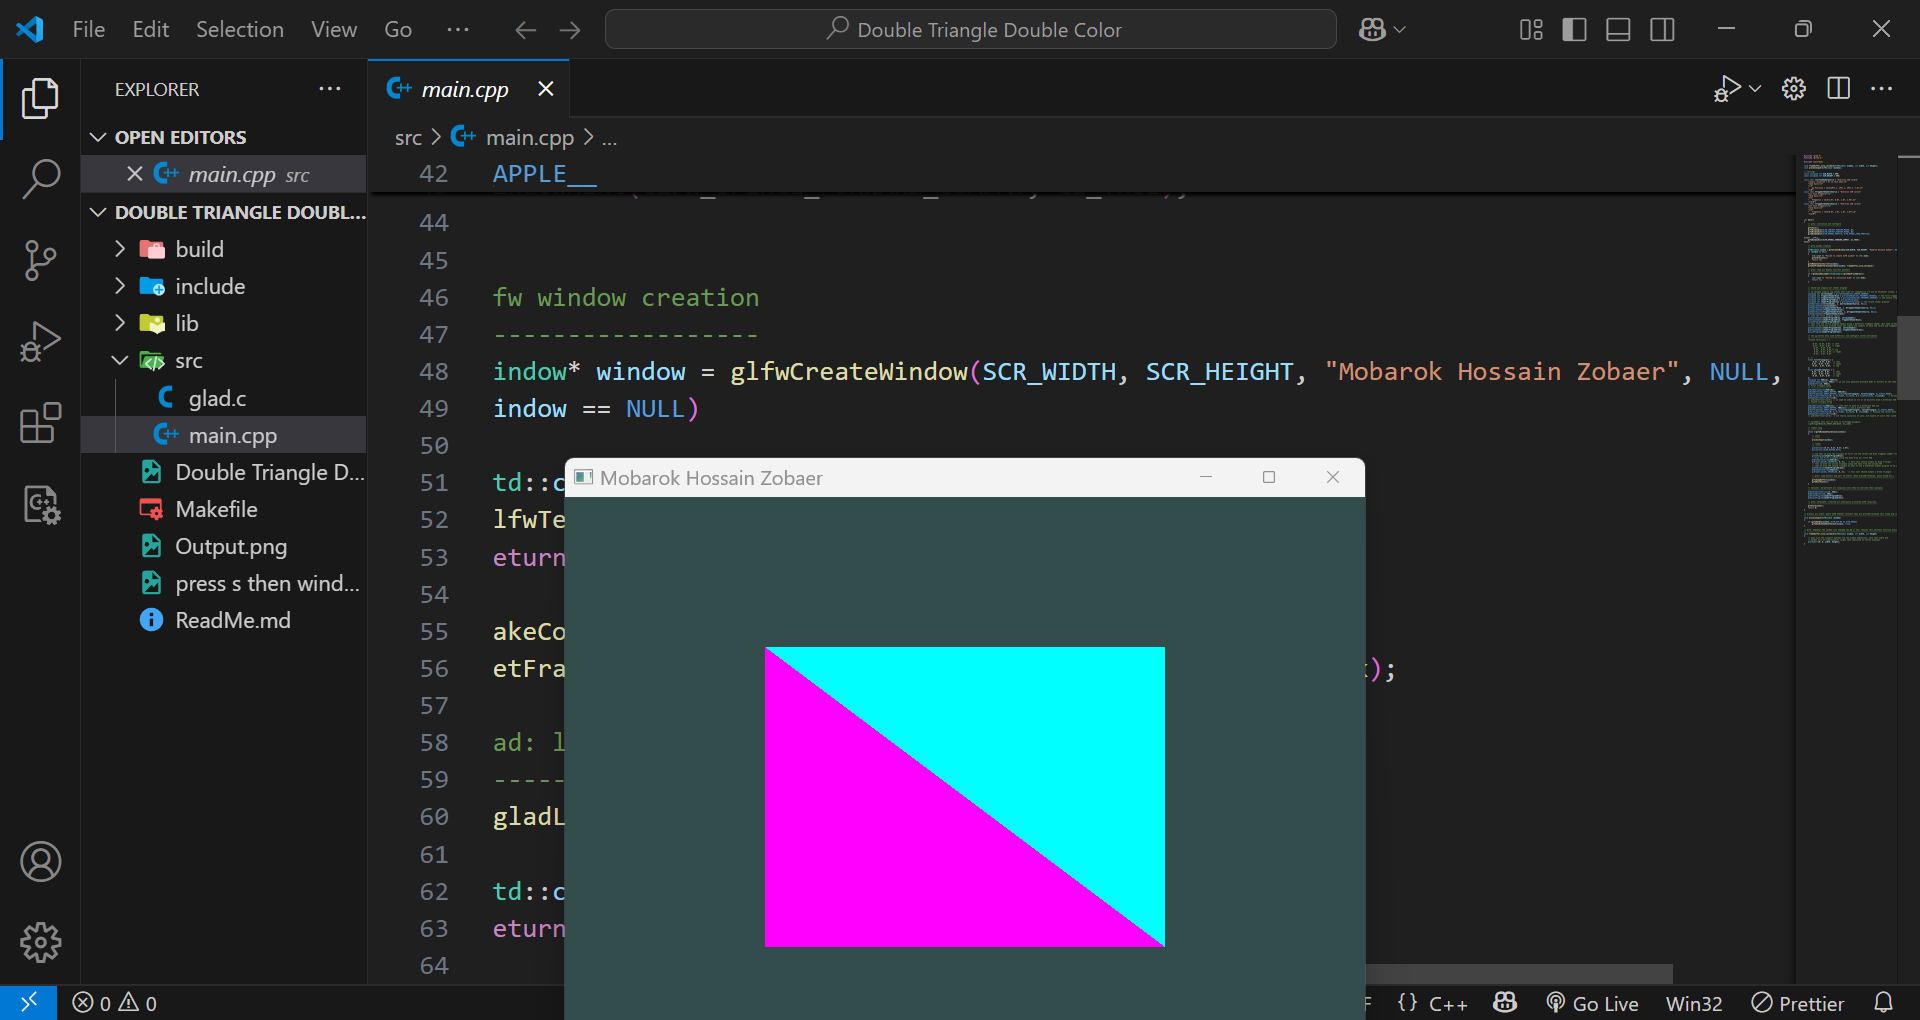 File Edit Selection View Go ...
Double Triangle Double Color
EXPLORER ...
OPEN EDITORS
main.cpp src
DOUBLE TRIANGLE DOUBL...
build
include
lib
src
glad.c
main.cpp
Double Triangle D...
Makefile
Output.png
press s then wind...
ReadMe.md
main.cpp
src > main.cpp > ...
42 APPLE__
44
45
46 fw window creation
47 ------------------
48 indow* window = glfwCreateWindow(SCR_WIDTH, SCR_HEIGHT, "Mobarok Hossain Zobaer", NULL,
49 indow == NULL)
50
51 td::c
52 lfwTe
53 eturn
54
55 akeCo
56 etFra );
57
58 ad: l
59 -----
60 gladL
61
62 td::c
63 eturn
64
Mobarok Hossain Zobaer
0 0
{} C++ Go Live Win32 Prettier